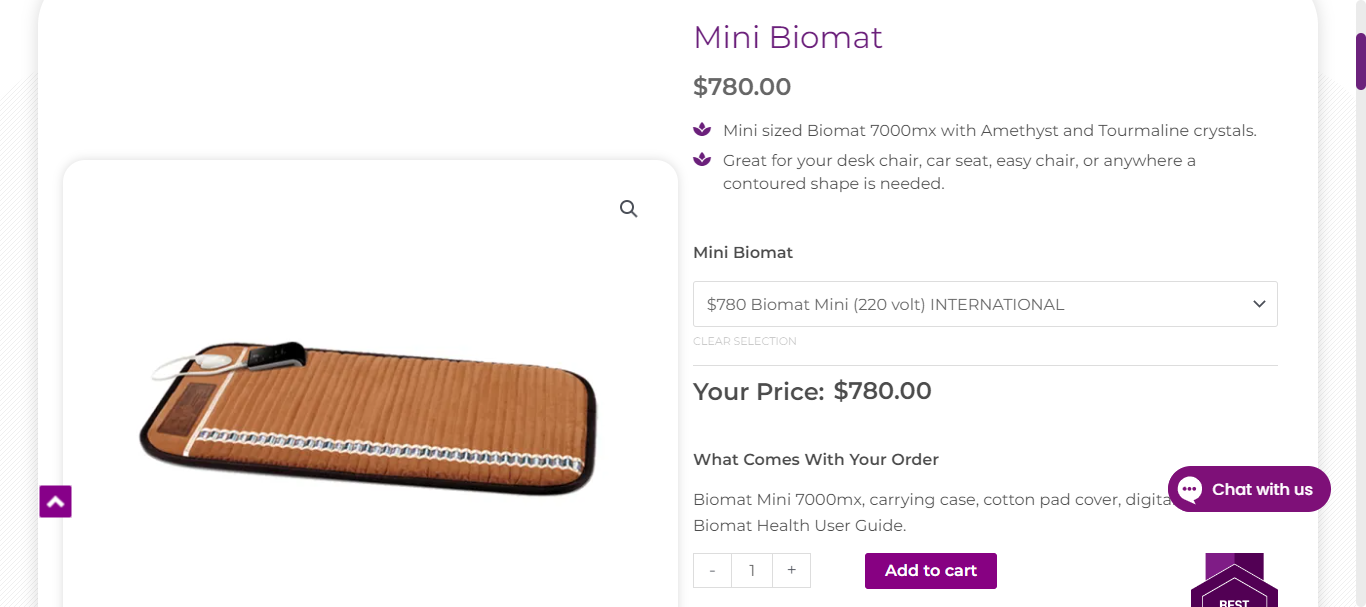 Mini Biomat
$780.00
Mini sized Biomat 7000mx with Amethyst and Tourmaline crystals.
Great for your desk chair, car seat, easy chair, or anywhere a
contoured shape is needed.
Mini Biomat
$780 Biomat Mini (220 volt) INTERNATIONAL
CLEAR SELECTION
Your Price: $780.00
What Comes With Your Order
Biomat Mini 7000mx, carrying case, cotton pad cover,
Chat with us
Biomat Health User Guide.
- 1 +
Add to cart
BEST